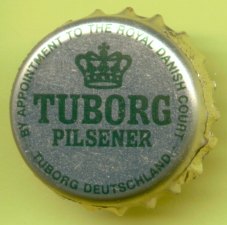 BY APPOINTMENT TO THE ROYAL DANISH COURT
TUBORG
PILSENER
TUBORG DEUTSCHLAND